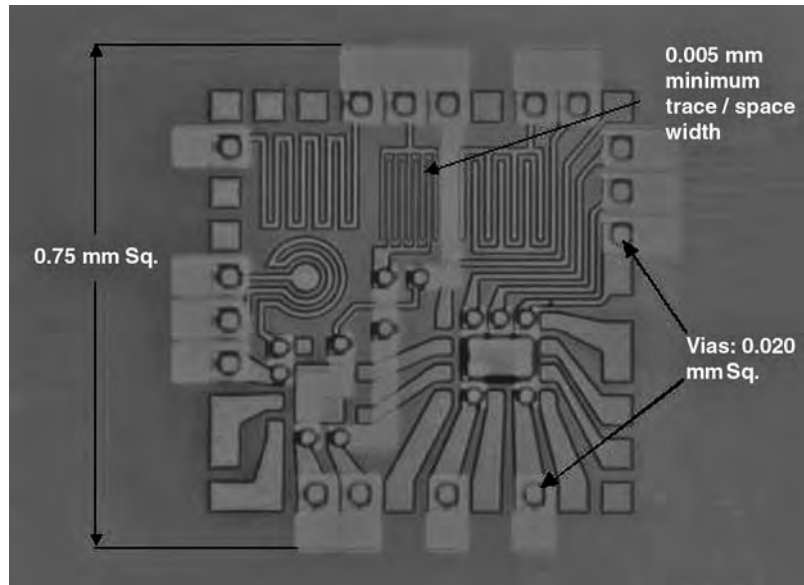 0.005 mm
minimum
trace / space
width
0.75 mm Sq.
Vias: 0.020
mm Sq.